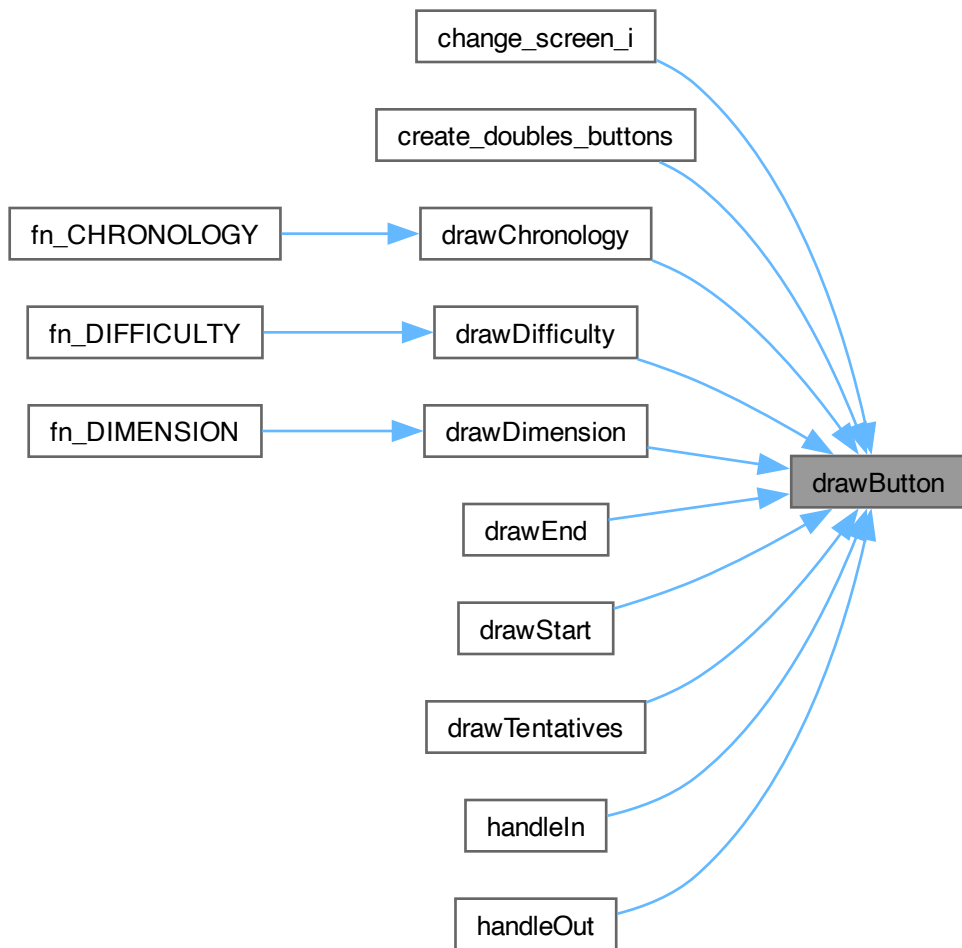 change_screen_i
create_doubles_buttons
fn_CHRONOLOGY
drawChronology
fn_DIFFICULTY
drawDifficulty
fn_DIMENSION
drawDimension
drawButton
drawEnd
drawStart
drawTentatives
handleIn
handleOut